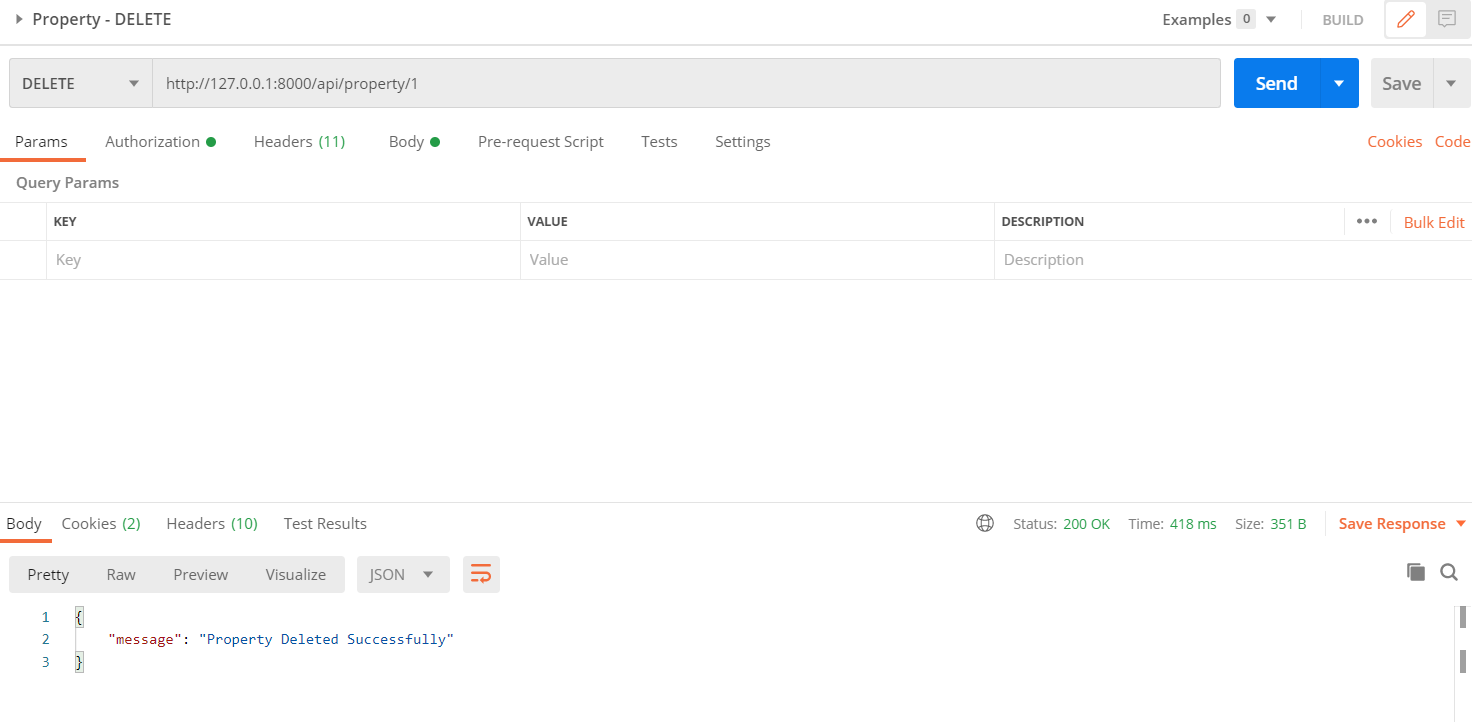 Property - DELETE Examples 0 BUILD
DELETE http://127.0.0.1:8000/api/property/1 Send Save
Params Authorization Headers (11) Body Pre-request Script Tests Settings Cookies Code
Query Params
KEY VALUE DESCRIPTION ••• Bulk Edit
Key Value Description
Body Cookies (2) Headers (10) Test Results Status: 200 OK Time: 418 ms Size: 351 B Save Response
Pretty Raw Preview Visualize JSON
1 {
2 "message": "Property Deleted Successfully"
3 }